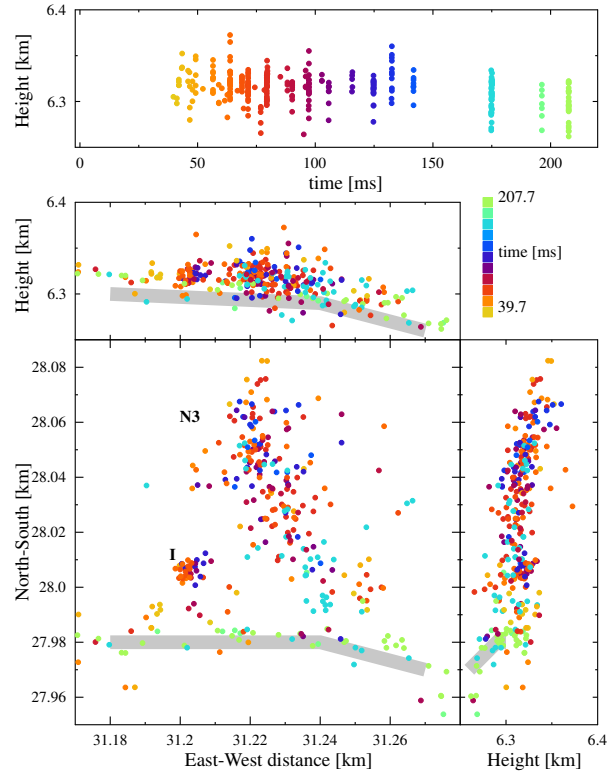 6.4
6.3
Height [km]
0 50 100 150 200
time [ms]
6.4
6.3
Height [km]
207.7
time [ms]
39.7
28.08
28.06
28.04
28.02
28.0
27.98
27.96
North-South [km]
N3
I
31.18 31.2 31.22 31.24 31.26
East-West distance [km]
6.3 6.4
Height [km]